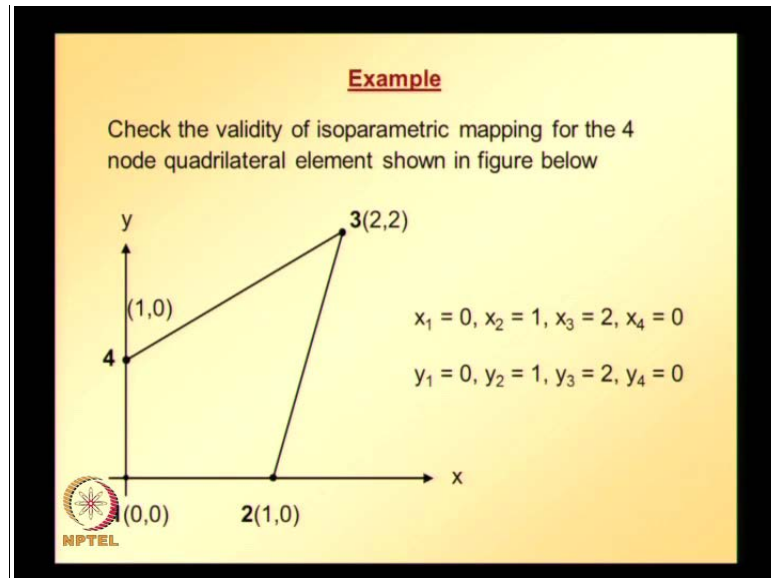 Example
Check the validity of isoparametric mapping for the 4
node quadrilateral element shown in figure below
y
3(2,2)
(1,0)
x₁ = 0, x₂ = 1, x₃ = 2, x₄ = 0
4
y₁ = 0, y₂ = 1, y₃ = 2, y₄ = 0
x
(0,0)
2(1,0)
NPTEL